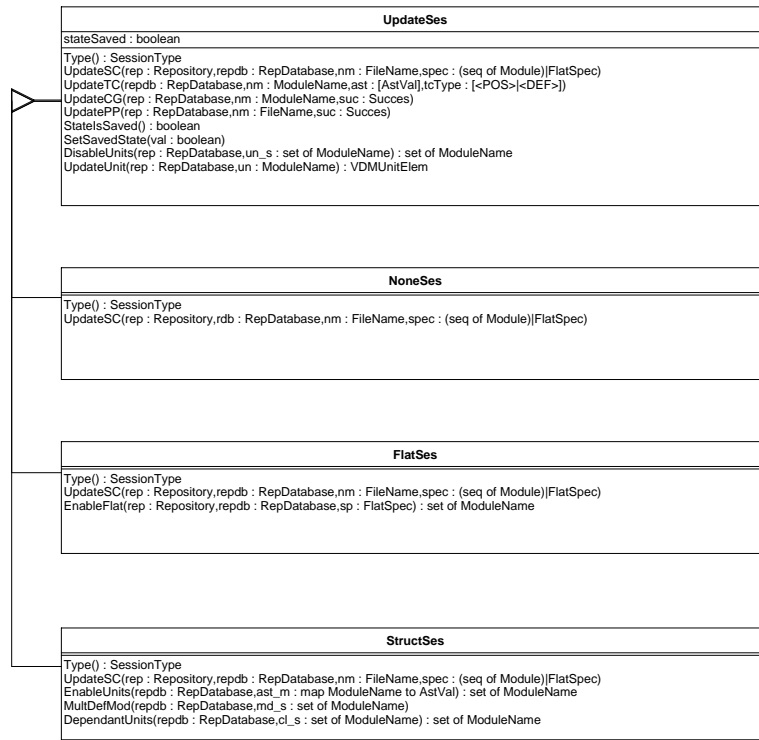 UpdateSes
stateSaved : boolean
Type() : SessionType
UpdateSC(rep : Repository,repdb : RepDatabase,nm : FileName,spec : (seq of Module)|FlatSpec)
UpdateTC(repdb : RepDatabase,nm : ModuleName,ast : [AstVal],tcType : [<POS>|<DEF>])
UpdateCG(rep : RepDatabase,nm : ModuleName,suc : Succes)
UpdatePP(rep : RepDatabase,nm : FileName,suc : Succes)
StateIsSaved() : boolean
SetSavedState(val : boolean)
DisableUnits(rep : RepDatabase,un_s : set of ModuleName) : set of ModuleName
UpdateUnit(rep : RepDatabase,un : ModuleName) : VDMUnitElem
NoneSes
Type() : SessionType
UpdateSC(rep : Repository,rdb : RepDatabase,nm : FileName,spec : (seq of Module)|FlatSpec)
FlatSes
Type() : SessionType
UpdateSC(rep : Repository,repdb : RepDatabase,nm : FileName,spec : (seq of Module)|FlatSpec)
EnableFlat(rep : Repository,repdb : RepDatabase,sp : FlatSpec) : set of ModuleName
StructSes
Type() : SessionType
UpdateSC(rep : Repository,repdb : RepDatabase,nm : FileName,spec : (seq of Module)|FlatSpec)
EnableUnits(repdb : RepDatabase,ast_m : map ModuleName to AstVal) : set of ModuleName
MultDefMod(repdb : RepDatabase,md_s : set of ModuleName)
DependantUnits(repdb : RepDatabase,cl_s : set of ModuleName) : set of ModuleName